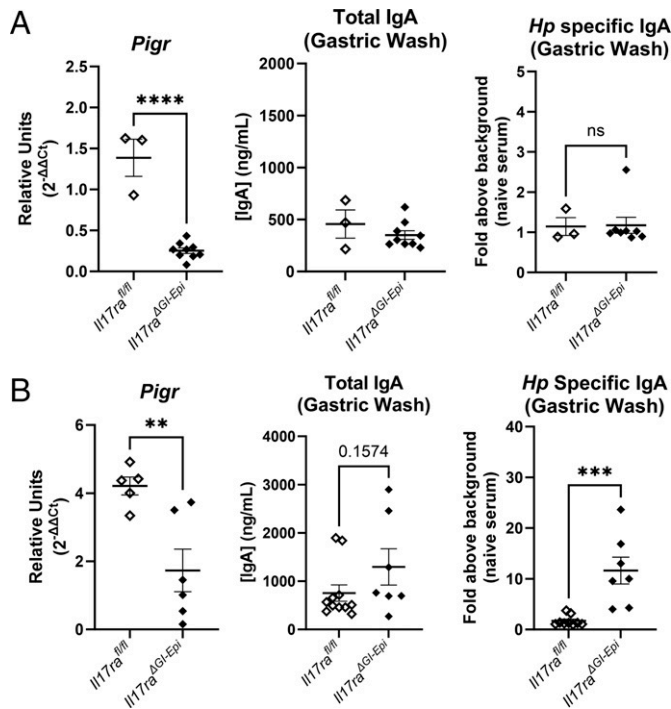 A
Pigr
Relative Units
(2^-ΔΔCt)
2.5
2.0
1.5
1.0
0.5
0.0
****
Il17ra^fl/fl
Il17ra^ΔGI-Epi
Total IgA
(Gastric Wash)
[IgA] (ng/mL)
2000
1500
1000
500
0
Il17ra^fl/fl
Il17ra^ΔGI-Epi
Hp specific IgA
(Gastric Wash)
Fold above background
(naive serum)
5
4
3
2
1
0
ns
Il17ra^fl/fl
Il17ra^ΔGI-Epi
B
Pigr
Relative Units
(2^-ΔΔCt)
6
4
2
0
**
Il17ra^fl/fl
Il17ra^ΔGI-Epi
Total IgA
(Gastric Wash)
[IgA] (ng/mL)
4000
3000
2000
1000
0
0.1574
Il17ra^fl/fl
Il17ra^ΔGI-Epi
Hp Specific IgA
(Gastric Wash)
Fold above background
(naive serum)
40
30
20
10
0
***
Il17ra^fl/fl
Il17ra^ΔGI-Epi